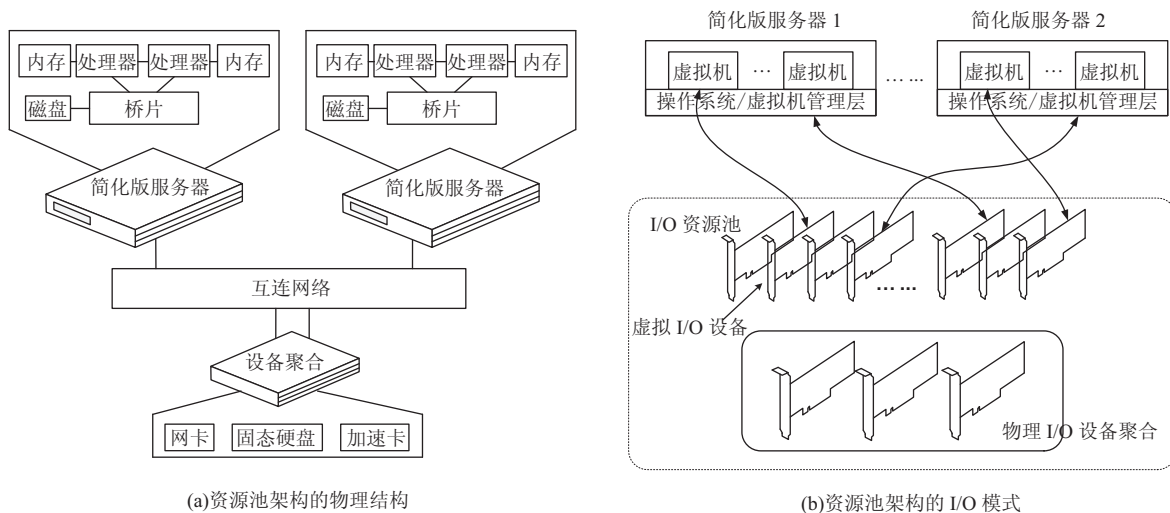 内存 处理器 处理器 内存
磁盘 桥片
内存 处理器 处理器 内存
磁盘 桥片
简化版服务器
简化版服务器
互连网络
设备聚合
网卡 固态硬盘 加速卡
(a)资源池架构的物理结构
简化版服务器 1
简化版服务器 2
虚拟机 … 虚拟机
操作系统/虚拟机管理层
… …
虚拟机 … 虚拟机
操作系统/虚拟机管理层
I/O 资源池
… …
虚拟 I/O 设备
物理 I/O 设备聚合
(b)资源池架构的 I/O 模式